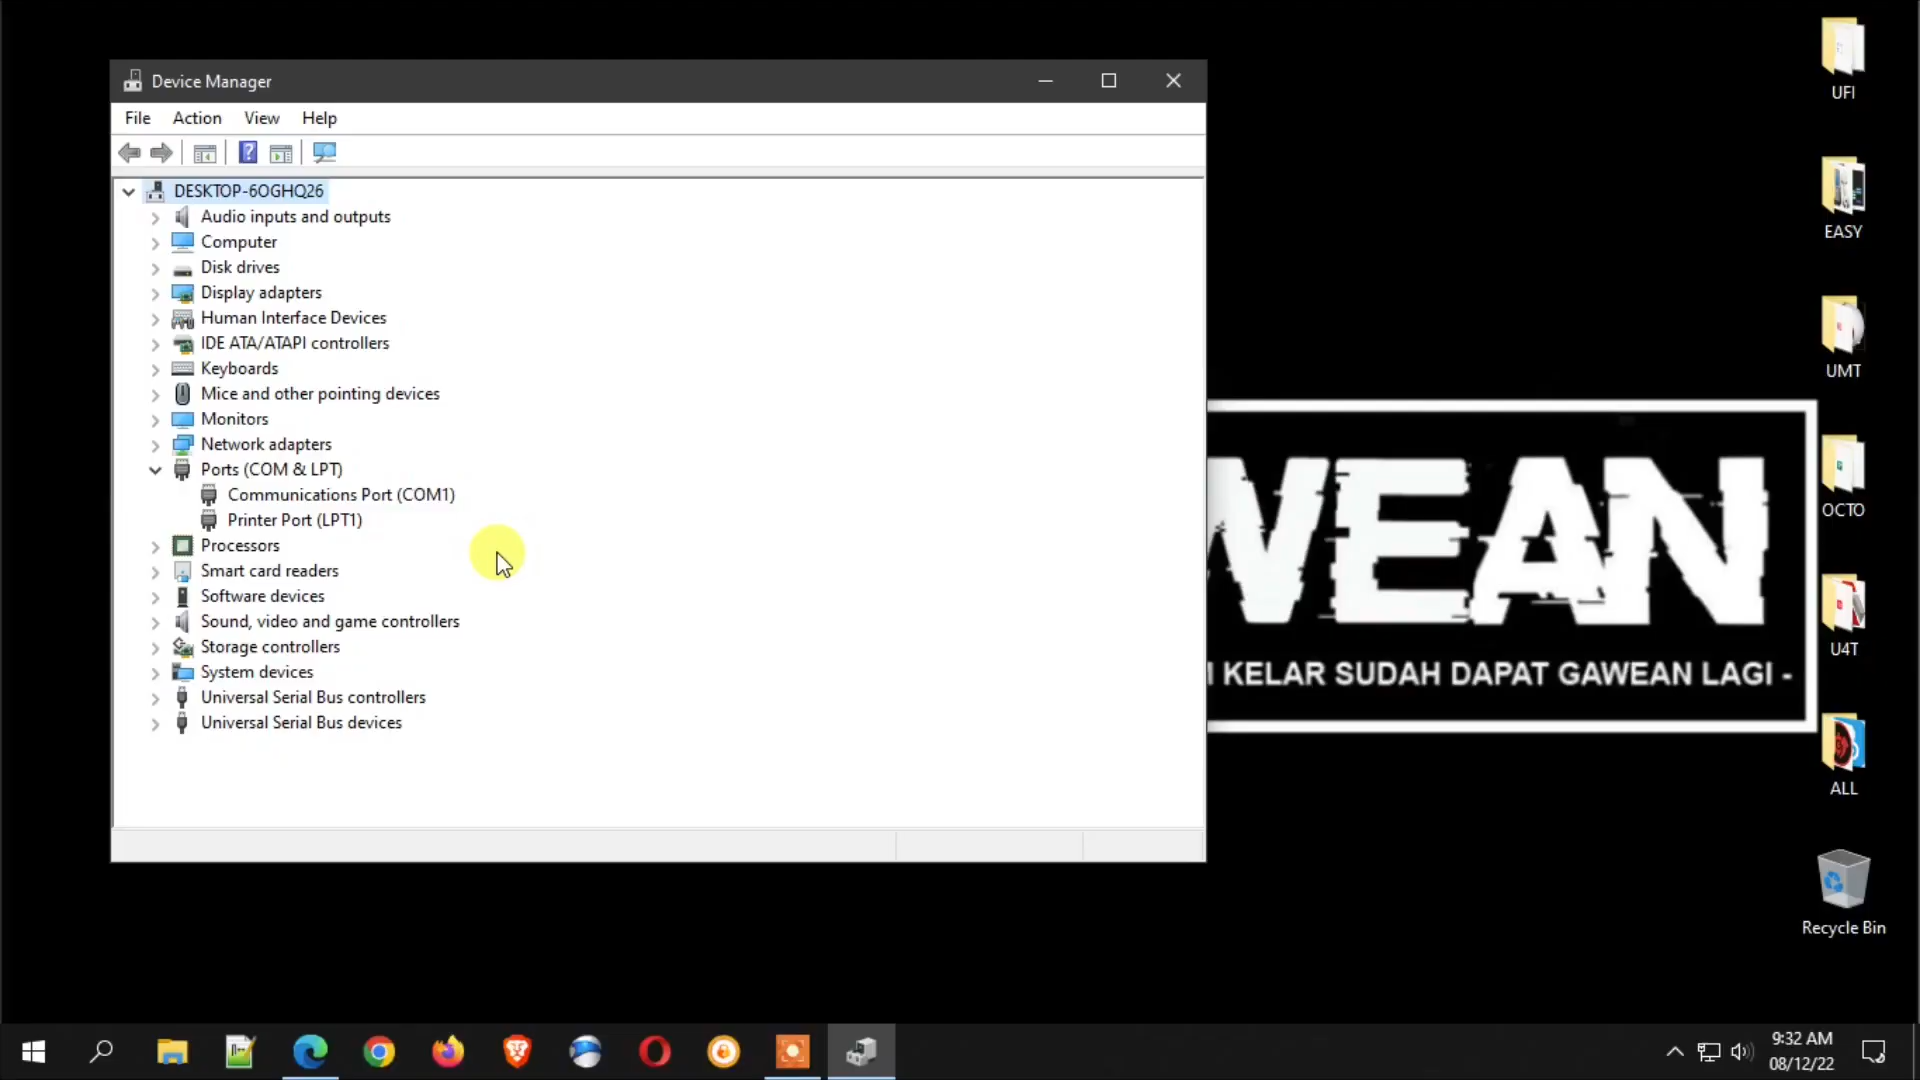 Device Manager
File Action View Help
DESKTOP-6OGHQ26
Audio inputs and outputs
Computer
Disk drives
Display adapters
Human Interface Devices
IDE ATA/ATAPI controllers
Keyboards
Mice and other pointing devices
Monitors
Network adapters
Ports (COM & LPT)
Communications Port (COM1)
Printer Port (LPT1)
Processors
Smart card readers
Software devices
Sound, video and game controllers
Storage controllers
System devices
Universal Serial Bus controllers
Universal Serial Bus devices
WEAN
KELAR SUDAH DAPAT GAWEAN LAGI -
UFI
EASY
UMT
OCTO
U4T
ALL
Recycle Bin
9:32 AM
08/12/22